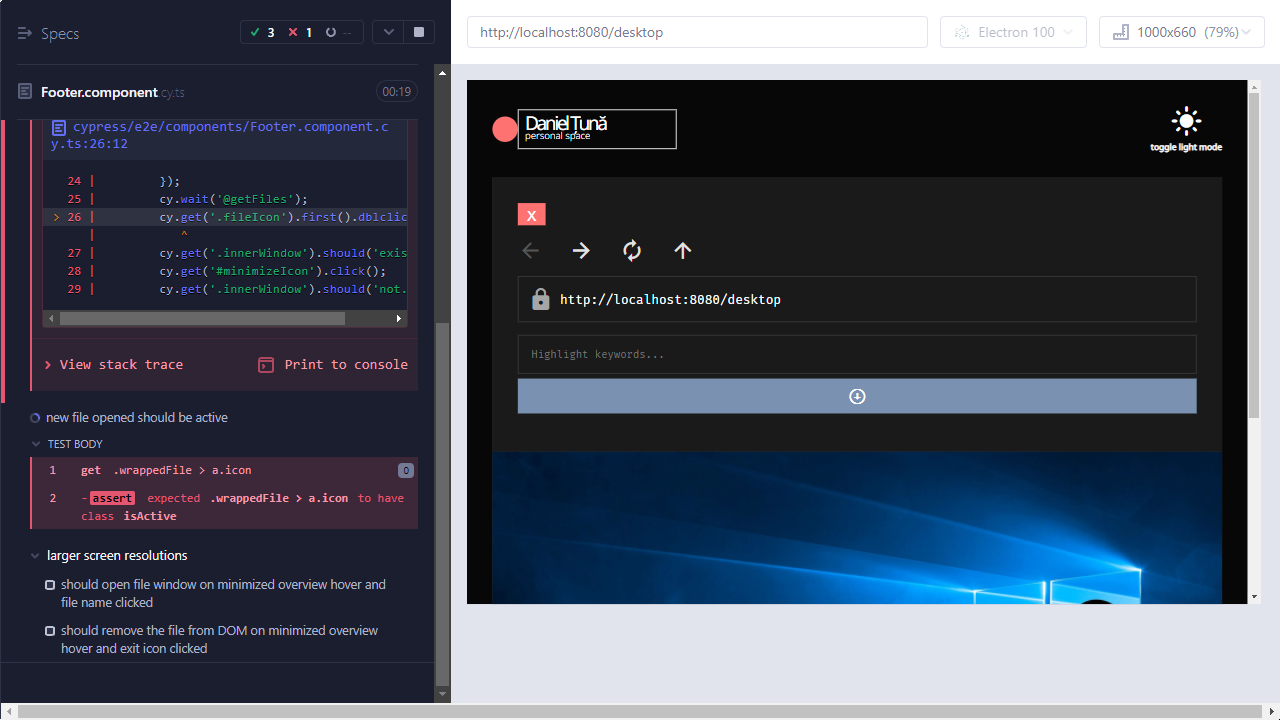 Specs
3 1 --
Footer.component.cy.ts 00:19
cypress/e2e/components/Footer.component.c
y.ts:26:12
24 | });
25 | cy.wait('@getFiles');
> 26 | cy.get('.fileIcon').first().dblclic
| ^
27 | cy.get('.innerWindow').should('exis
28 | cy.get('#minimizeIcon').click();
29 | cy.get('.innerWindow').should('not.
View stack trace Print to console
new file opened should be active
TEST BODY
1 get .wrappedFile > a.icon 0
2 -assert expected .wrappedFile > a.icon to have
class isActive
larger screen resolutions
should open file window on minimized overview hover and
file name clicked
should remove the file from DOM on minimized overview
hover and exit icon clicked
http://localhost:8080/desktop
Electron 100
1000x660 (79%)
Daniel Tună
personal space
toggle light mode
X
http://localhost:8080/desktop
Highlight keywords...